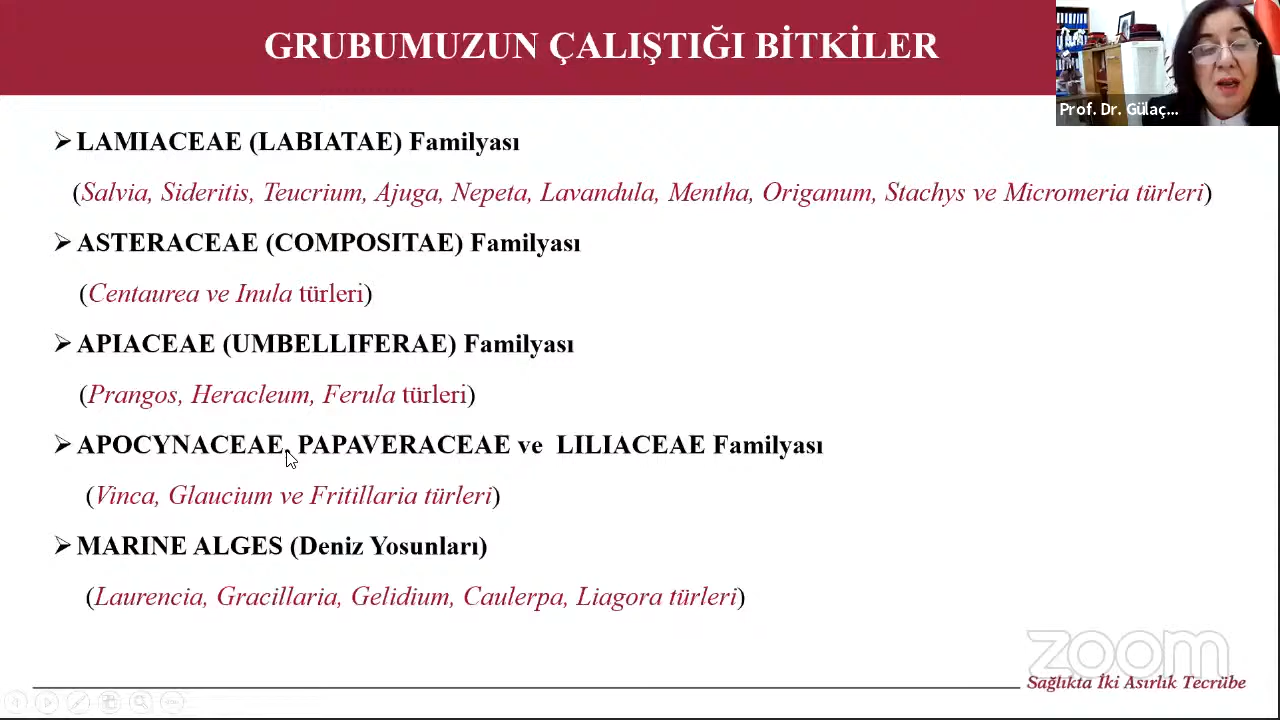 GRUBUMUZUN ÇALIŞTIĞI BİTKİLER
Prof. Dr. Gülaç...
LAMIACEAE (LABIATAE) Familyası
(Salvia, Sideritis, Teucrium, Ajuga, Nepeta, Lavandula, Mentha, Origanum, Stachys ve Micromeria türleri)
ASTERACEAE (COMPOSITAE) Familyası
(Centaurea ve Inula türleri)
APIACEAE (UMBELLIFERAE) Familyası
(Prangos, Heracleum, Ferula türleri)
APOCYNACEAE, PAPAVERACEAE ve LILIACEAE Familyası
(Vinca, Glaucium ve Fritillaria türleri)
MARINE ALGES (Deniz Yosunları)
(Laurencia, Gracillaria, Gelidium, Caulerpa, Liagora türleri)
zoom
Sağlıkta İki Asırlık Tecrübe